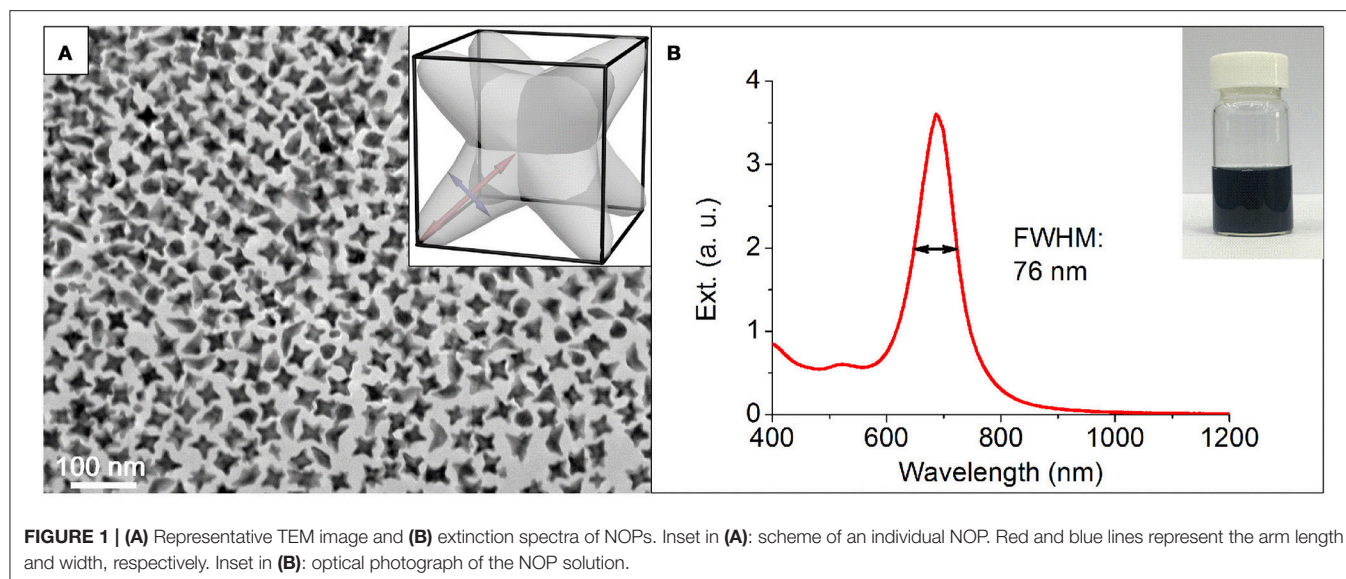 A
100 nm
B
Ext. (a. u.)
4
3
2
1
0
FWHM:
76 nm
400 600 800 1000 1200
Wavelength (nm)
FIGURE 1 | (A) Representative TEM image and (B) extinction spectra of NOPs. Inset in (A): scheme of an individual NOP. Red and blue lines represent the arm length
and width, respectively. Inset in (B): optical photograph of the NOP solution.